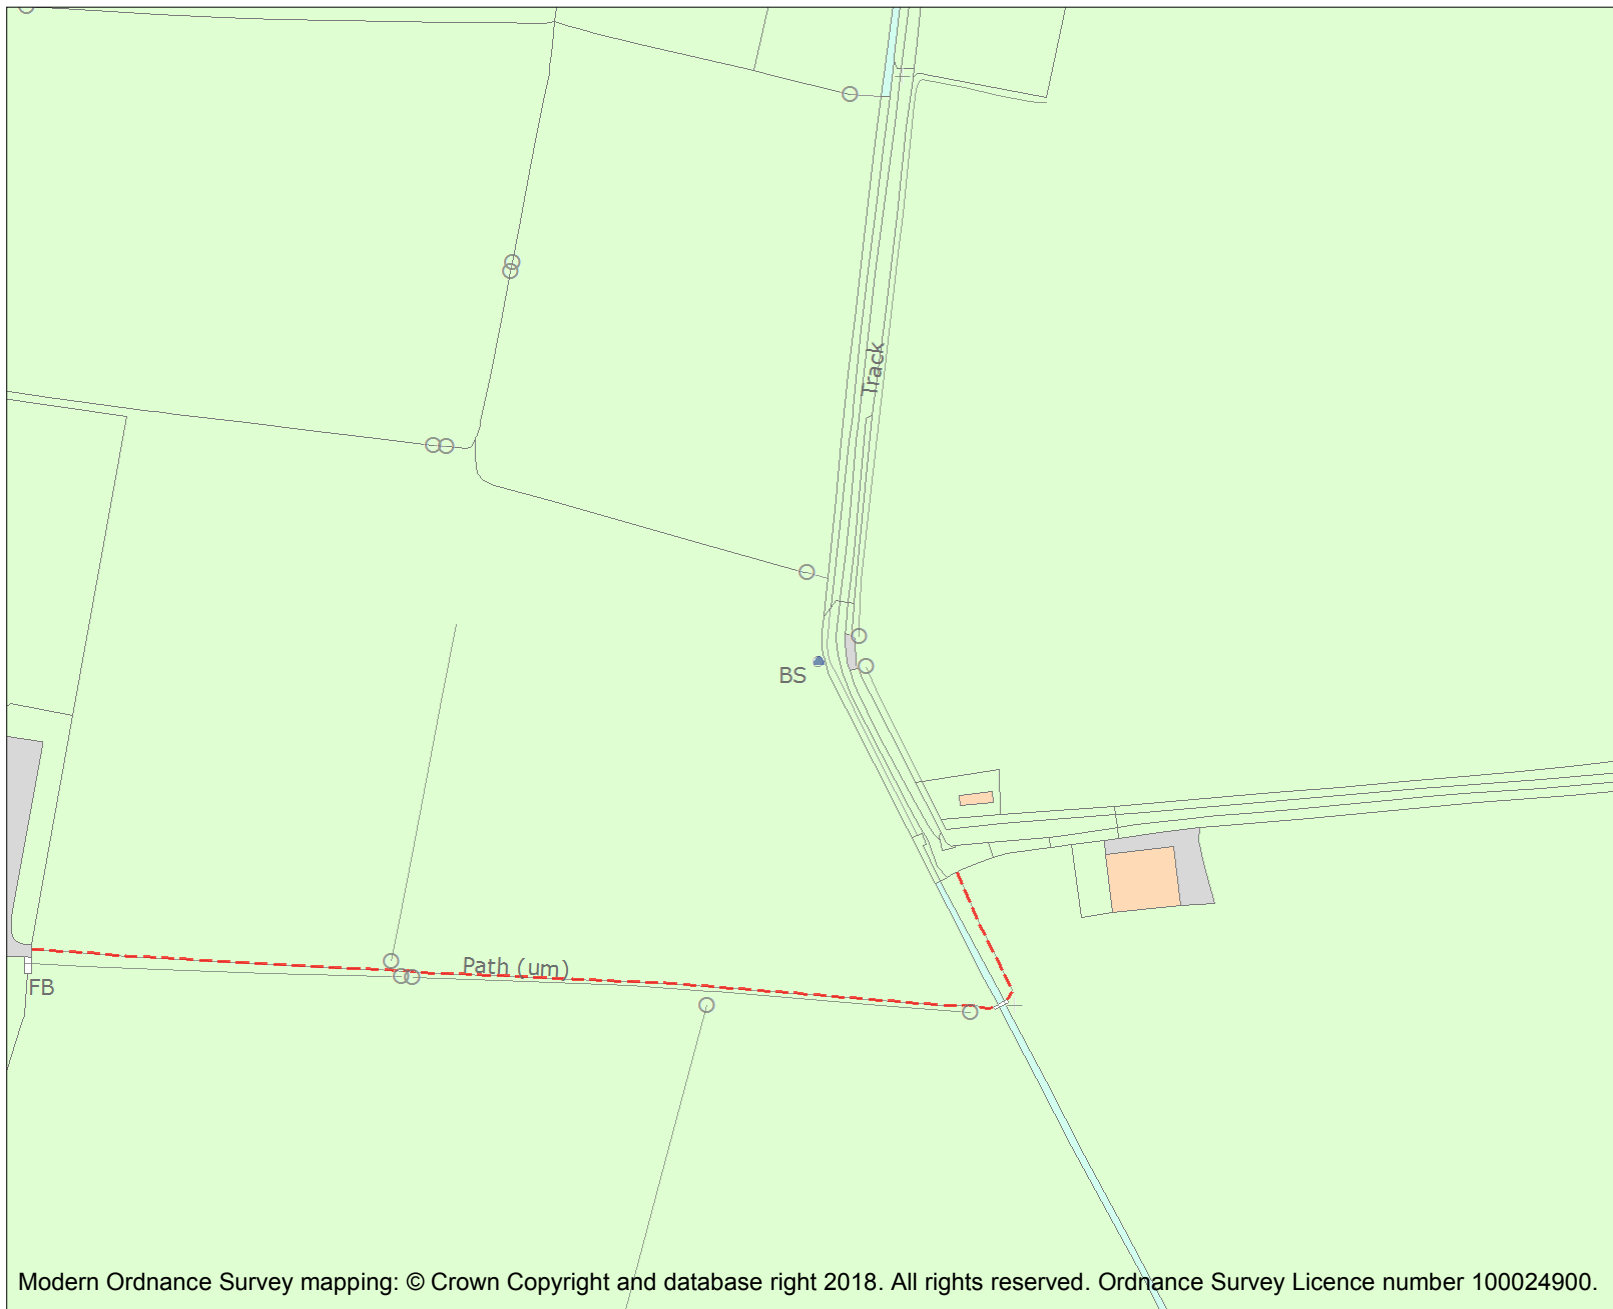 Track
BS
Path (um)
FB
Modern Ordnance Survey mapping: © Crown Copyright and database right 2018. All rights reserved. Ordnance Survey Licence number 100024900.